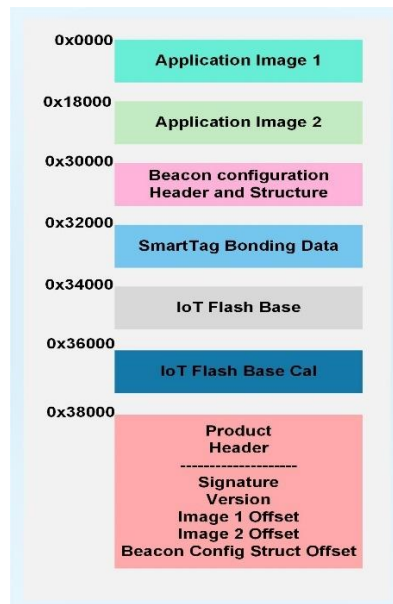 0x0000
Application Image 1
0x18000
Application Image 2
0x30000
Beacon configuration
Header and Structure
0x32000
SmartTag Bonding Data
0x34000
IoT Flash Base
0x36000
IoT Flash Base Cal
0x38000
Product
Header
--------------------
Signature
Version
Image 1 Offset
Image 2 Offset
Beacon Config Struct Offset